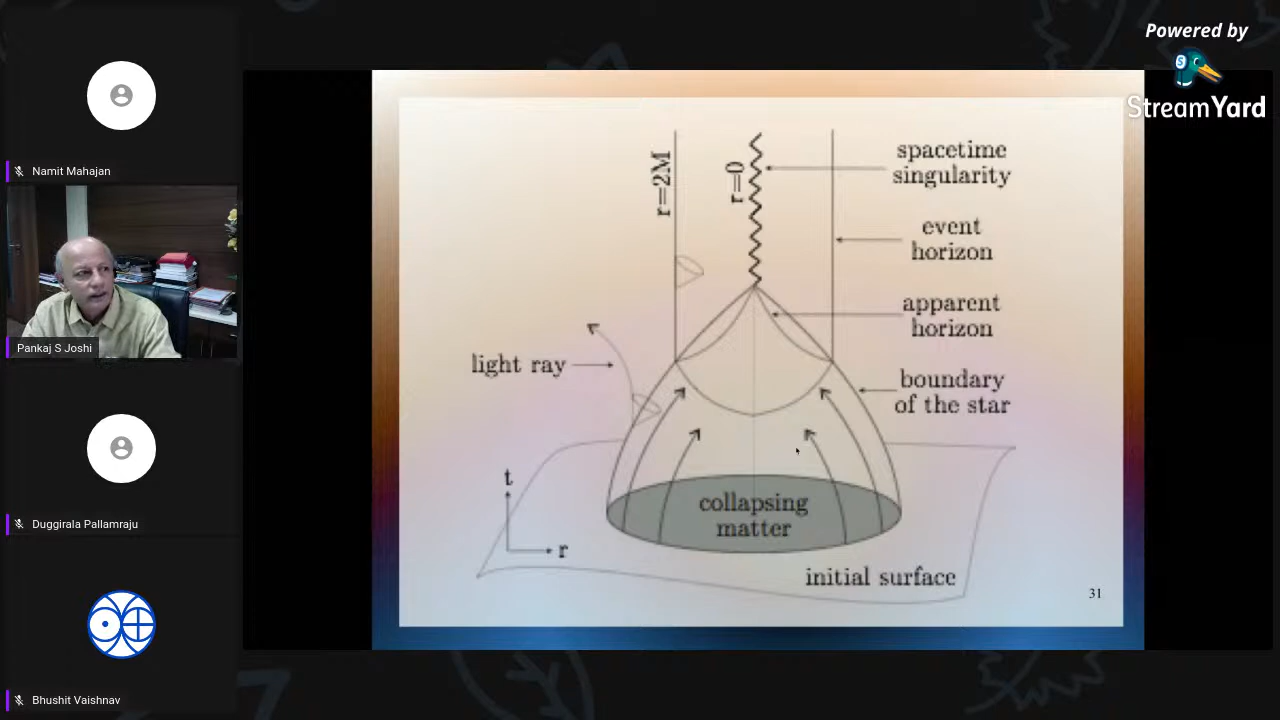 Powered by
StreamYard
Namit Mahajan
Pankaj S Joshi
Duggirala Pallamraju
Bhushit Vaishnav
r=2M
r=0
spacetime
singularity
event
horizon
apparent
horizon
light ray
boundary
of the star
t
r
collapsing
matter
initial surface
31